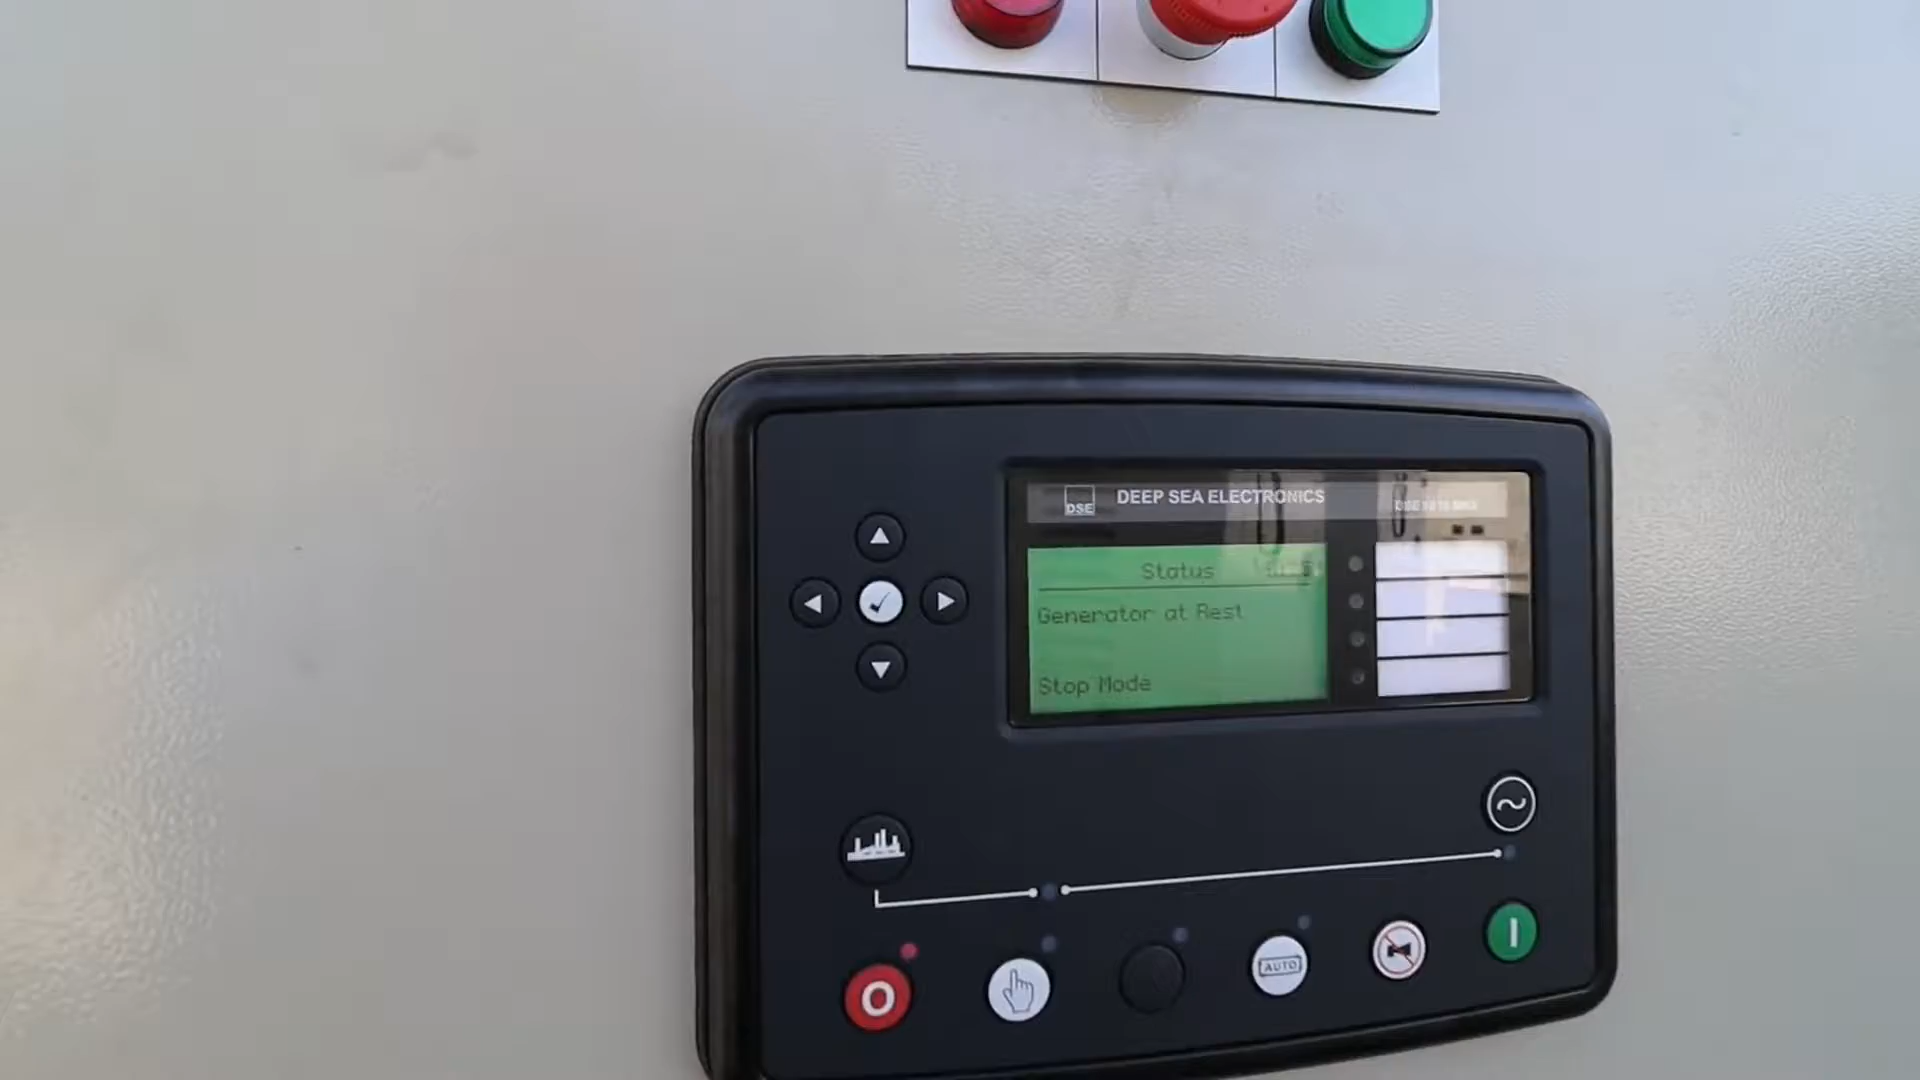 DSE
DEEP SEA ELECTRONICS
Status
Generator at Rest
Stop Mode
AUTO